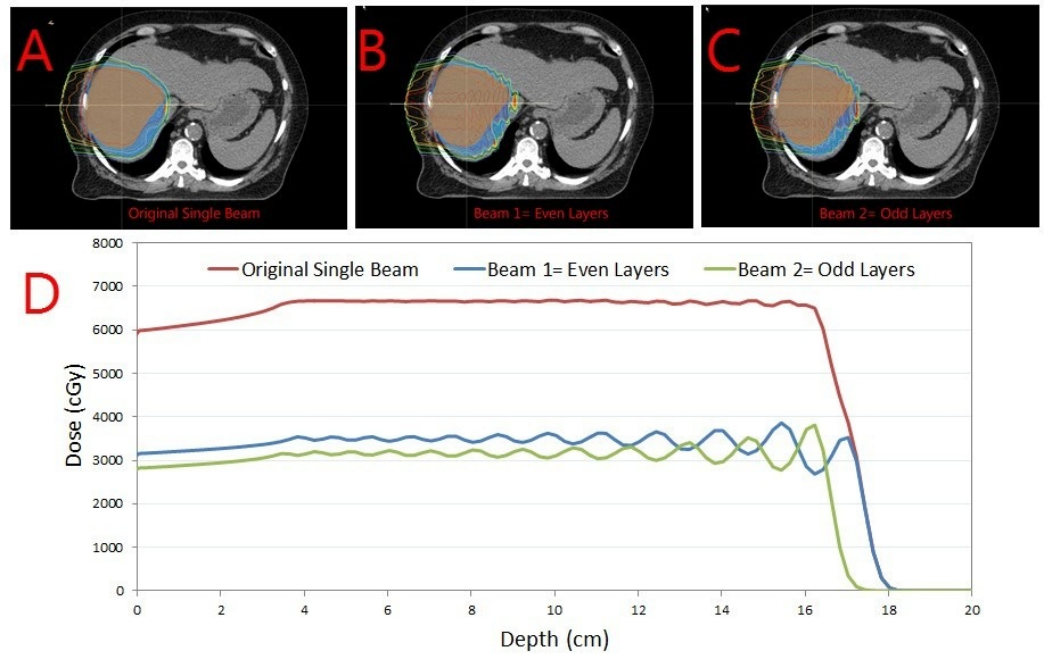 A
B
C
Original Single Beam
Beam 1= Even Layers
Beam 2= Odd Layers
D
Original Single Beam
Beam 1= Even Layers
Beam 2= Odd Layers
Dose (cGy)
8000
7000
6000
5000
4000
3000
2000
1000
0
0 2 4 6 8 10 12 14 16 18 20
Depth (cm)